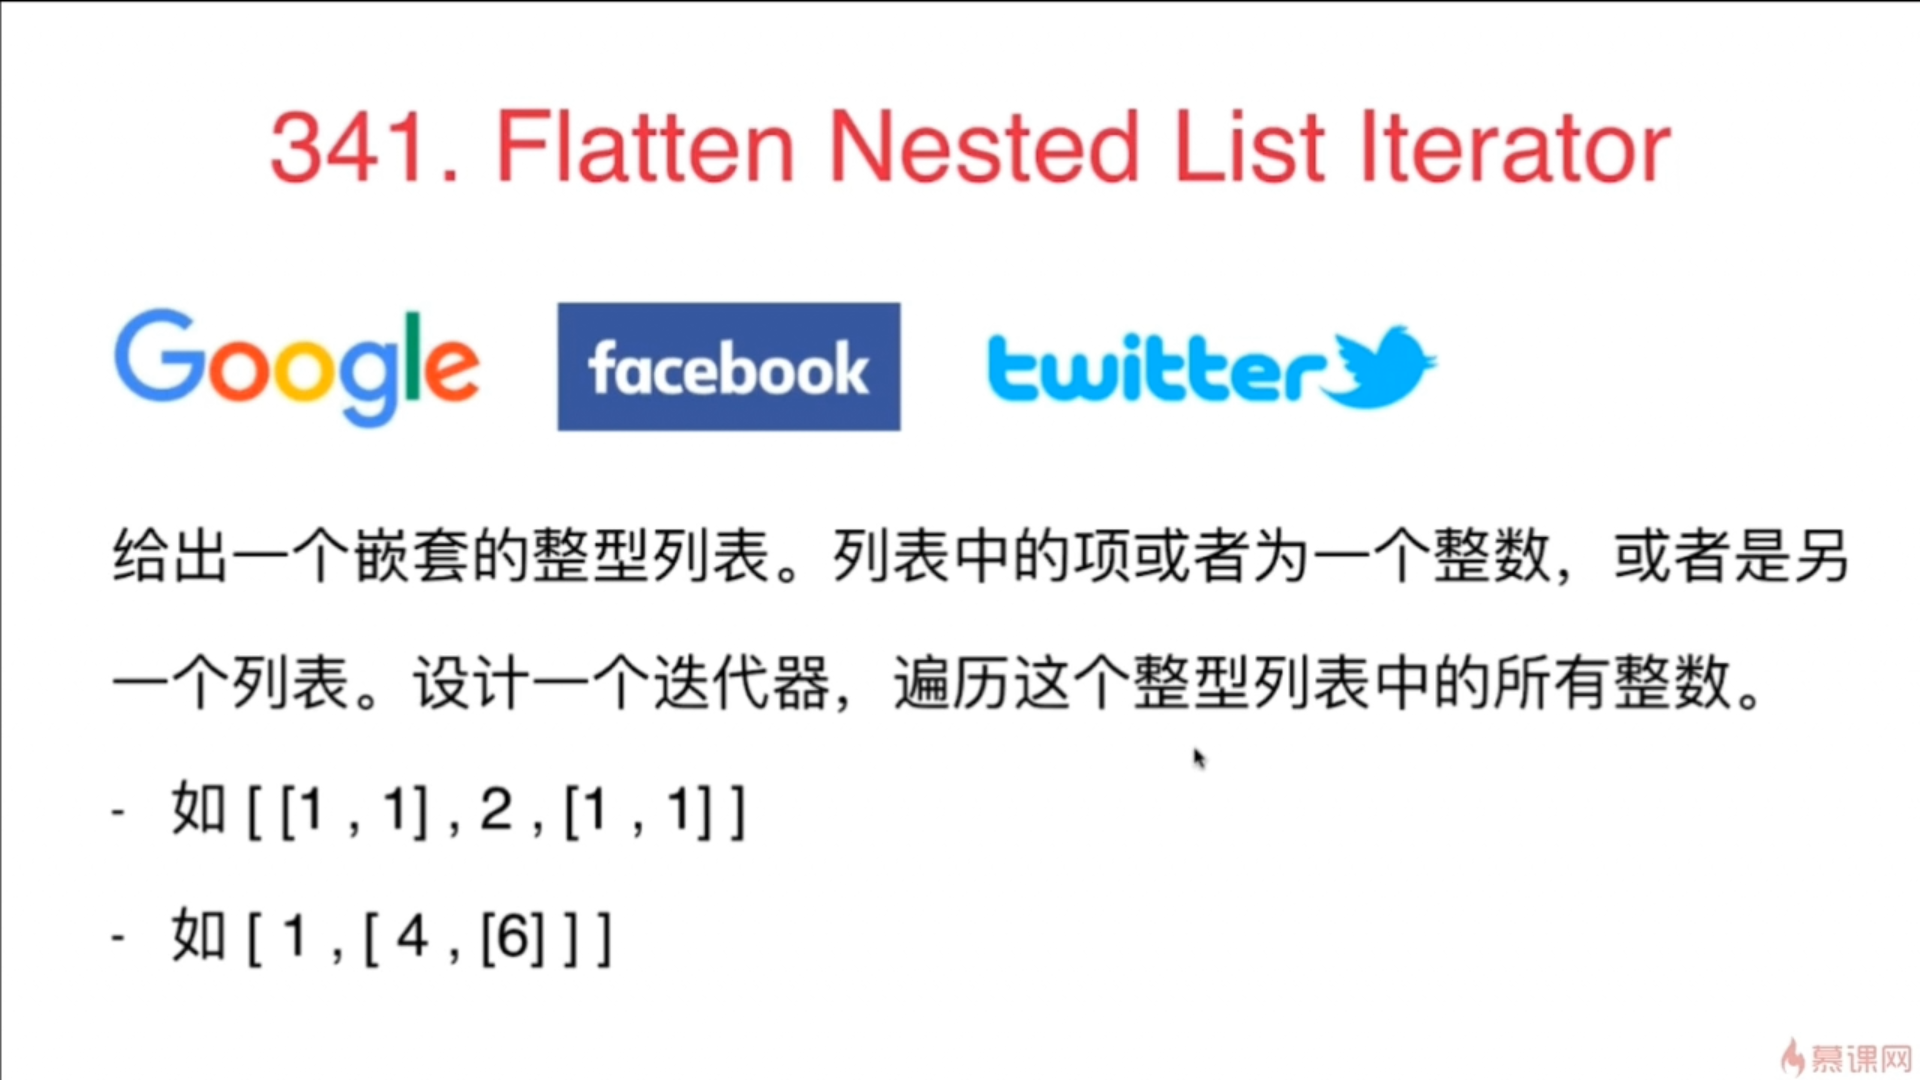 341. Flatten Nested List Iterator
Google facebook twitter
给出一个嵌套的整型列表。列表中的项或者为一个整数，或者是另
一个列表。设计一个迭代器，遍历这个整型列表中的所有整数。
- 如 [ [1 , 1] , 2 , [1 , 1] ]
- 如 [ 1 , [ 4 , [6] ] ]
慕课网